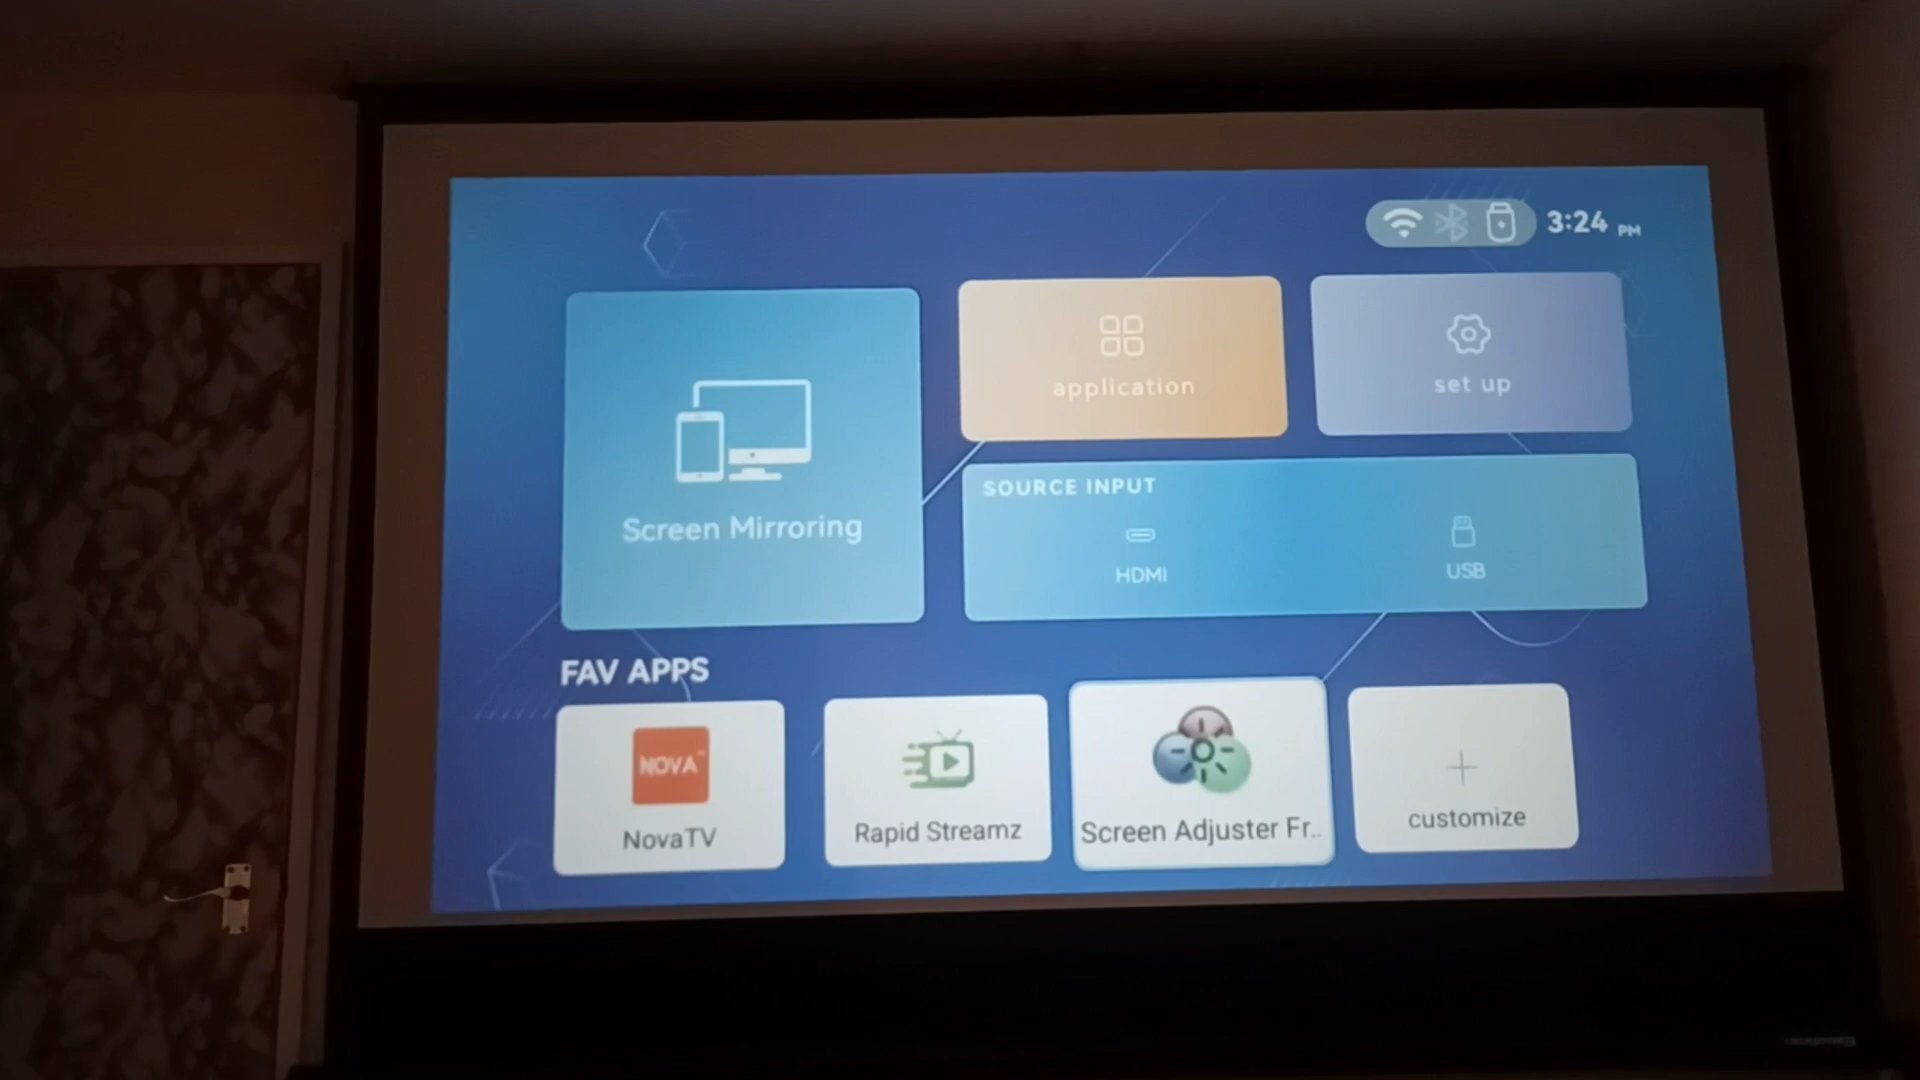 3:24 PM
application
set up
Screen Mirroring
SOURCE INPUT
HDMI
USB
FAV APPS
NOVA™
NovaTV
Rapid Streamz
Screen Adjuster Fr..
customize